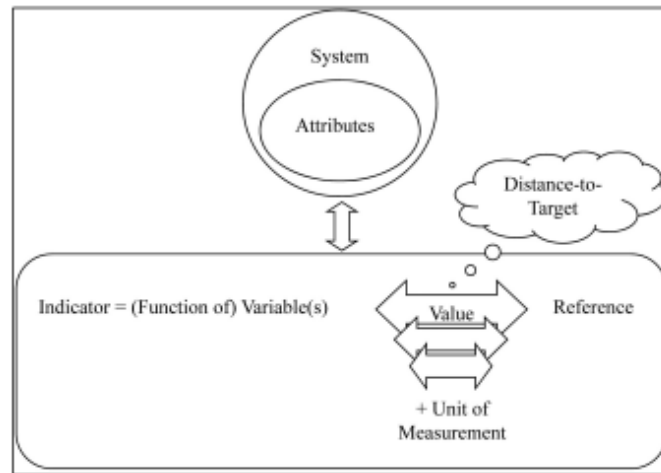 System
Attributes
Distance-to-
Target
Indicator = (Function of) Variable(s)
Value
Reference
+ Unit of
Measurement